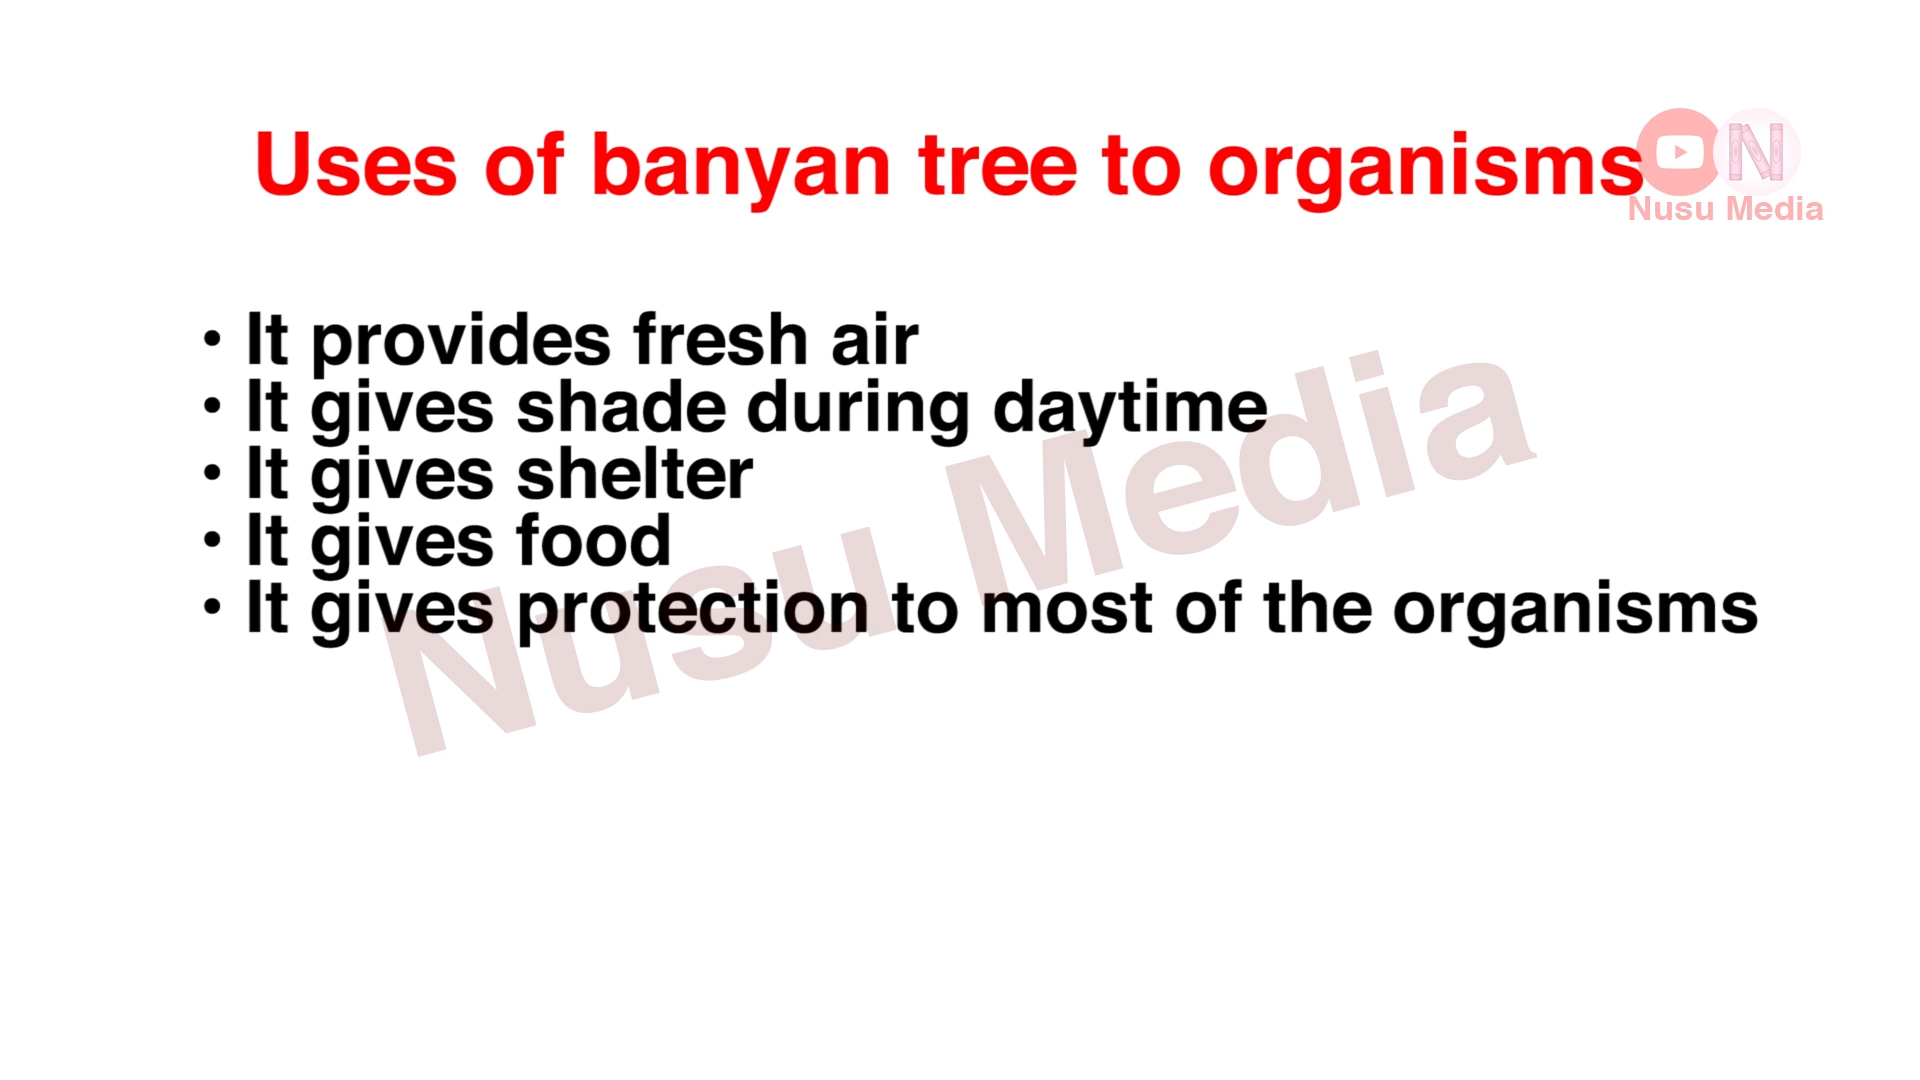 Uses of banyan tree to organisms
N
Nusu Media
• It provides fresh air
• It gives shade during daytime
• It gives shelter
• It gives food
• It gives protection to most of the organisms
Nusu Media